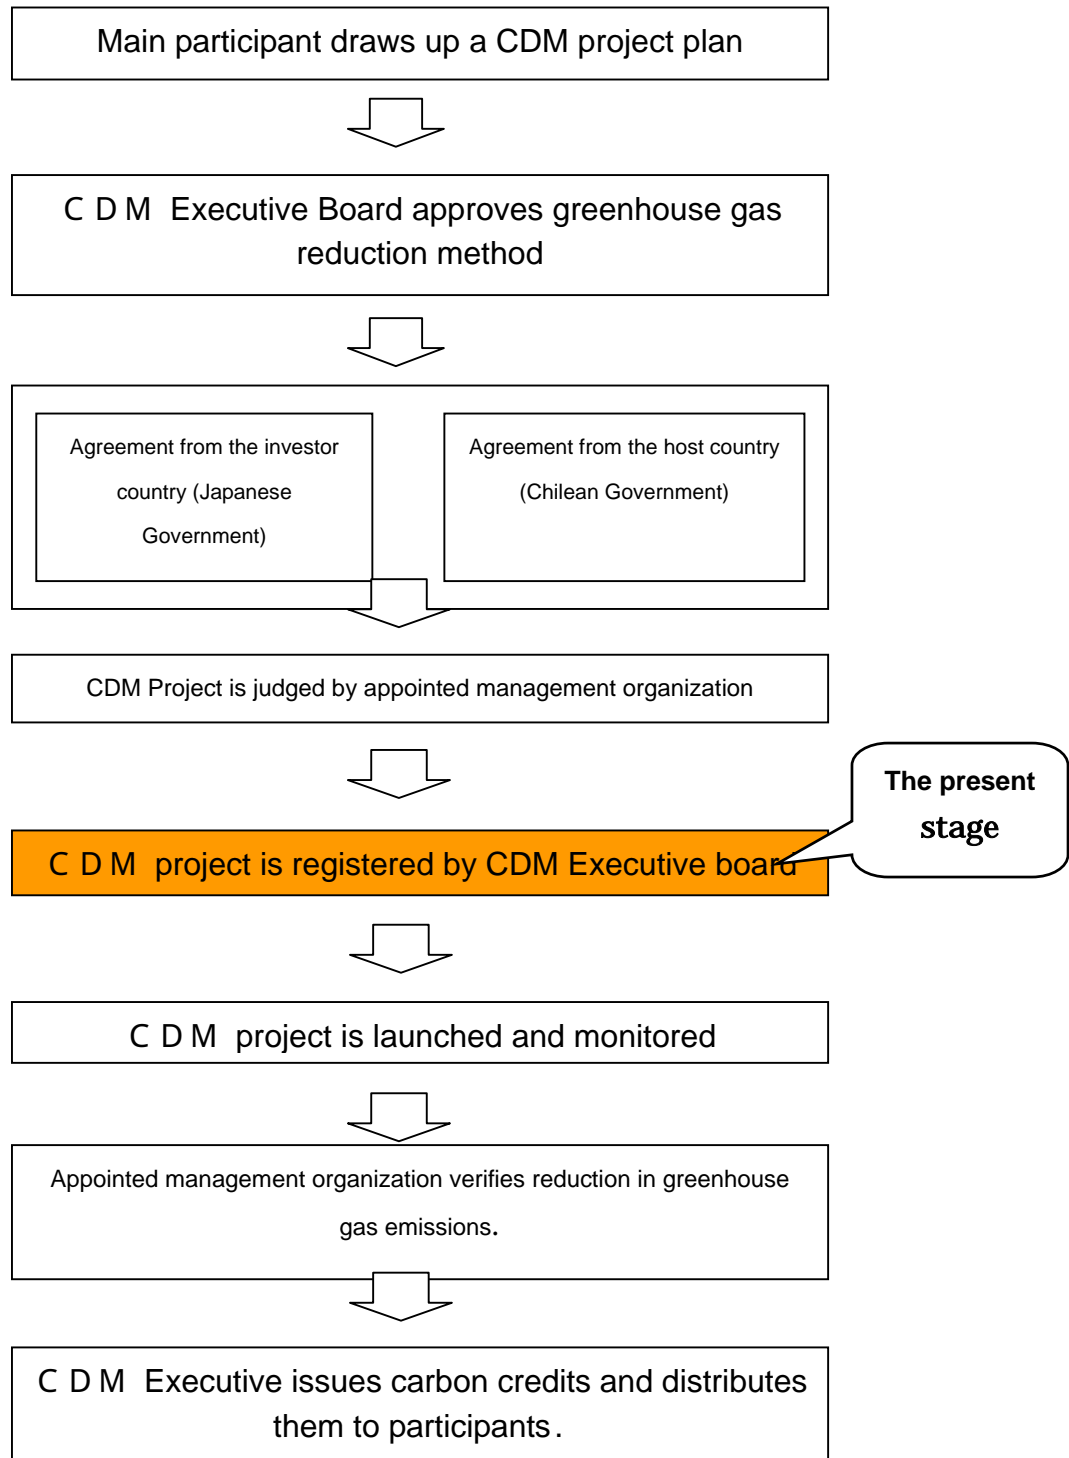 Main participant draws up a CDM project plan
ＣＤＭ Executive Board approves greenhouse gas
reduction method
Agreement from the investor
country (Japanese
Government)
Agreement from the host country
(Chilean Government)
CDM Project is judged by appointed management organization
The present
stage
ＣＤＭ project is registered by CDM Executive board
ＣＤＭ project is launched and monitored
Appointed management organization verifies reduction in greenhouse
gas emissions.
ＣＤＭ Executive issues carbon credits and distributes
them to participants.